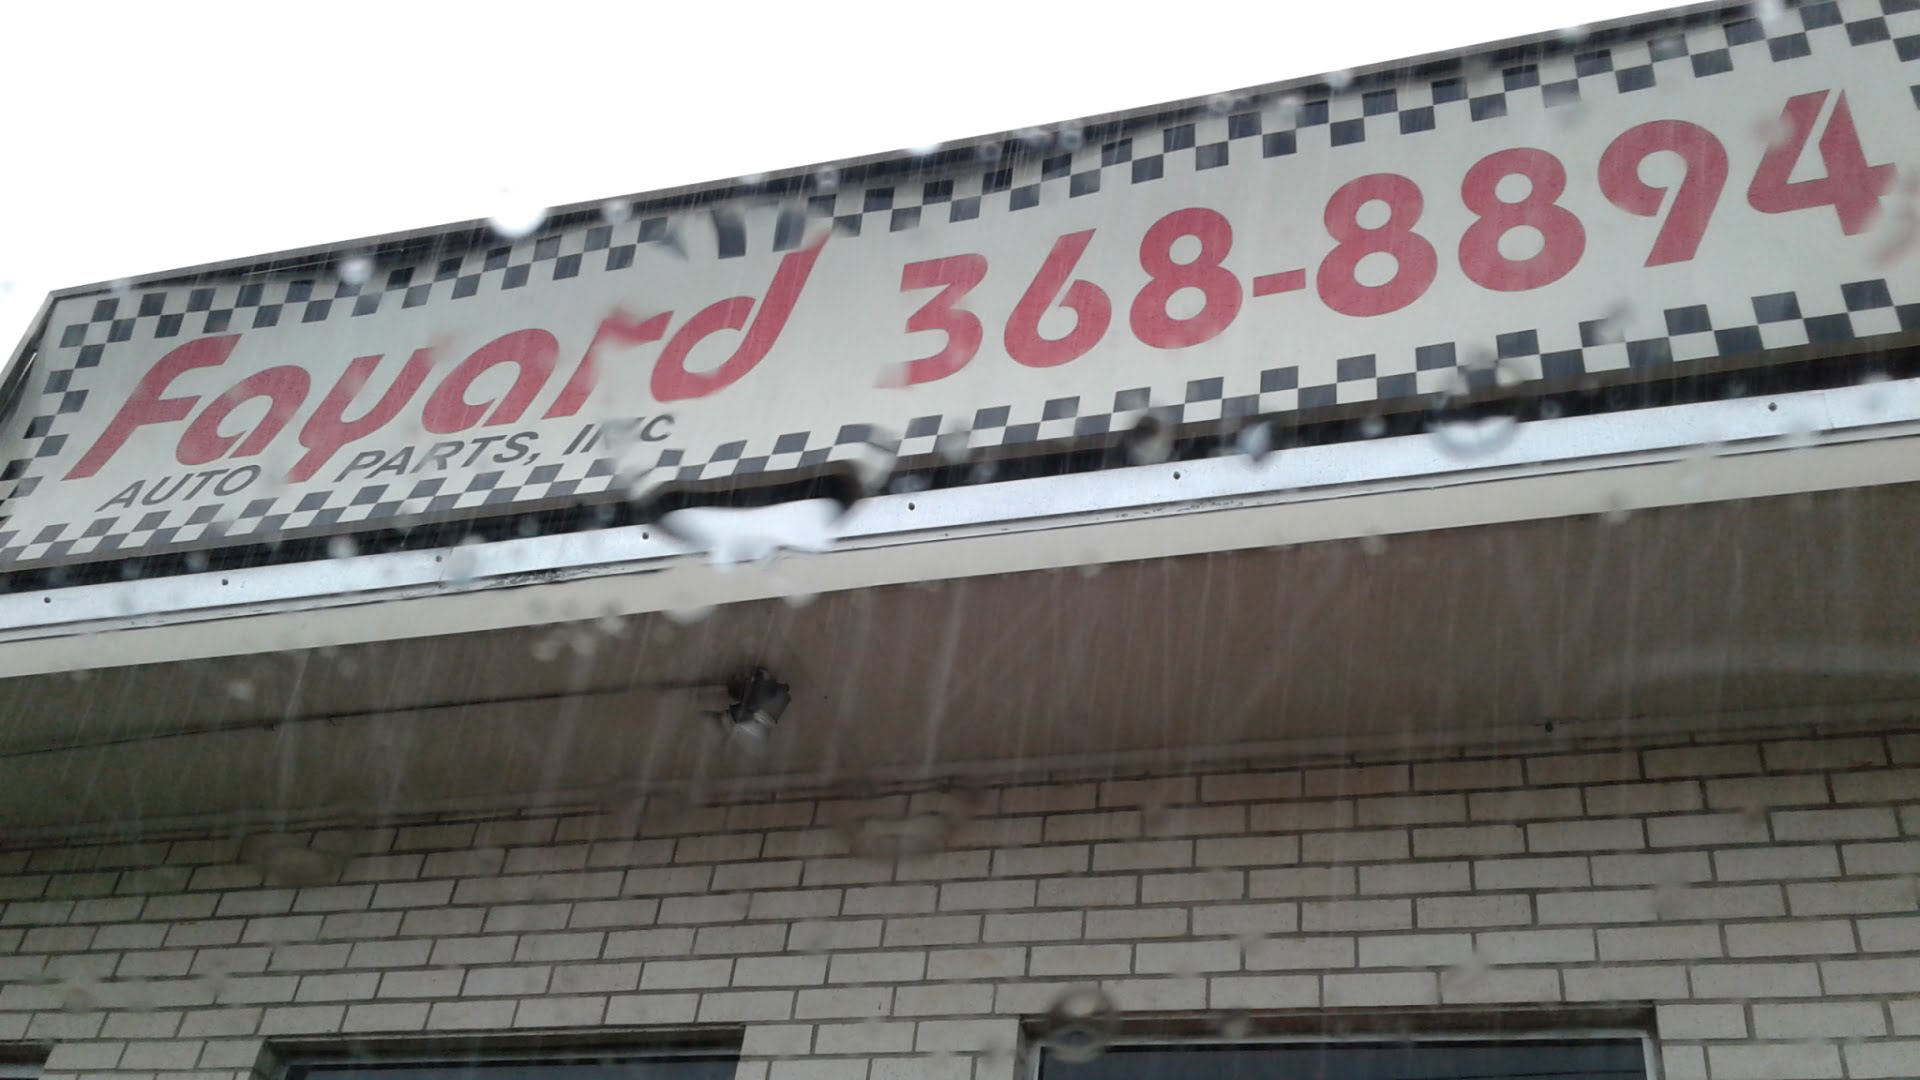 Fayard 368-8894
AUTO PARTS, INC